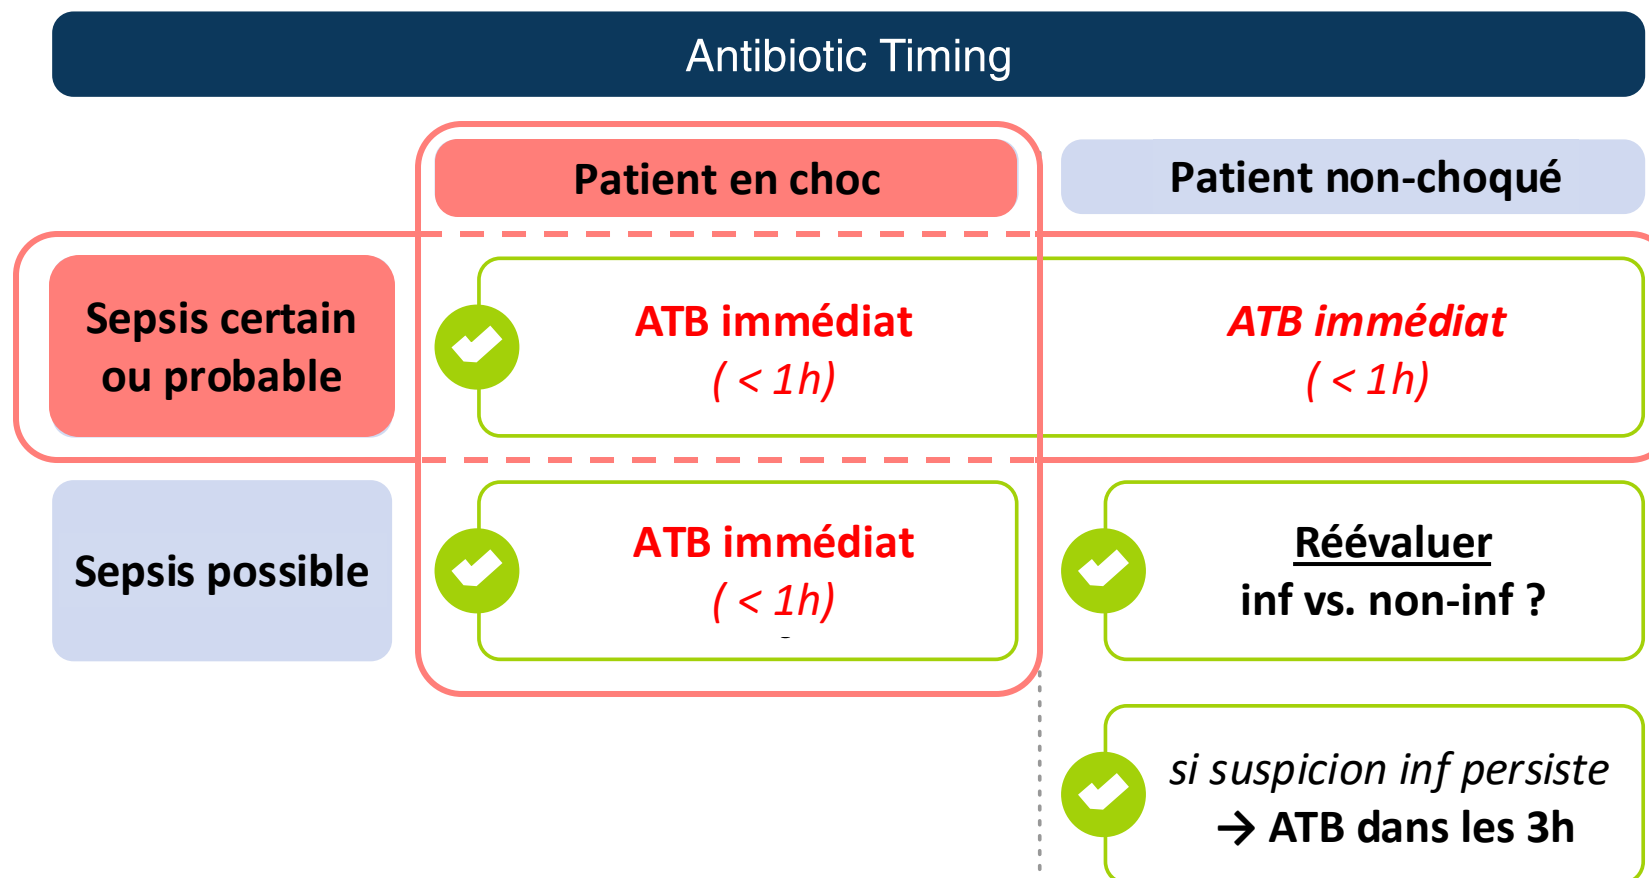 Antibiotic Timing
Patient en choc
Patient non-choqué
Sepsis certain
ou probable
ATB immédiat
( < 1h)
ATB immédiat
( < 1h)
Sepsis possible
ATB immédiat
( < 1h)
Réévaluer
inf vs. non-inf ?
si suspicion inf persiste
→ ATB dans les 3h